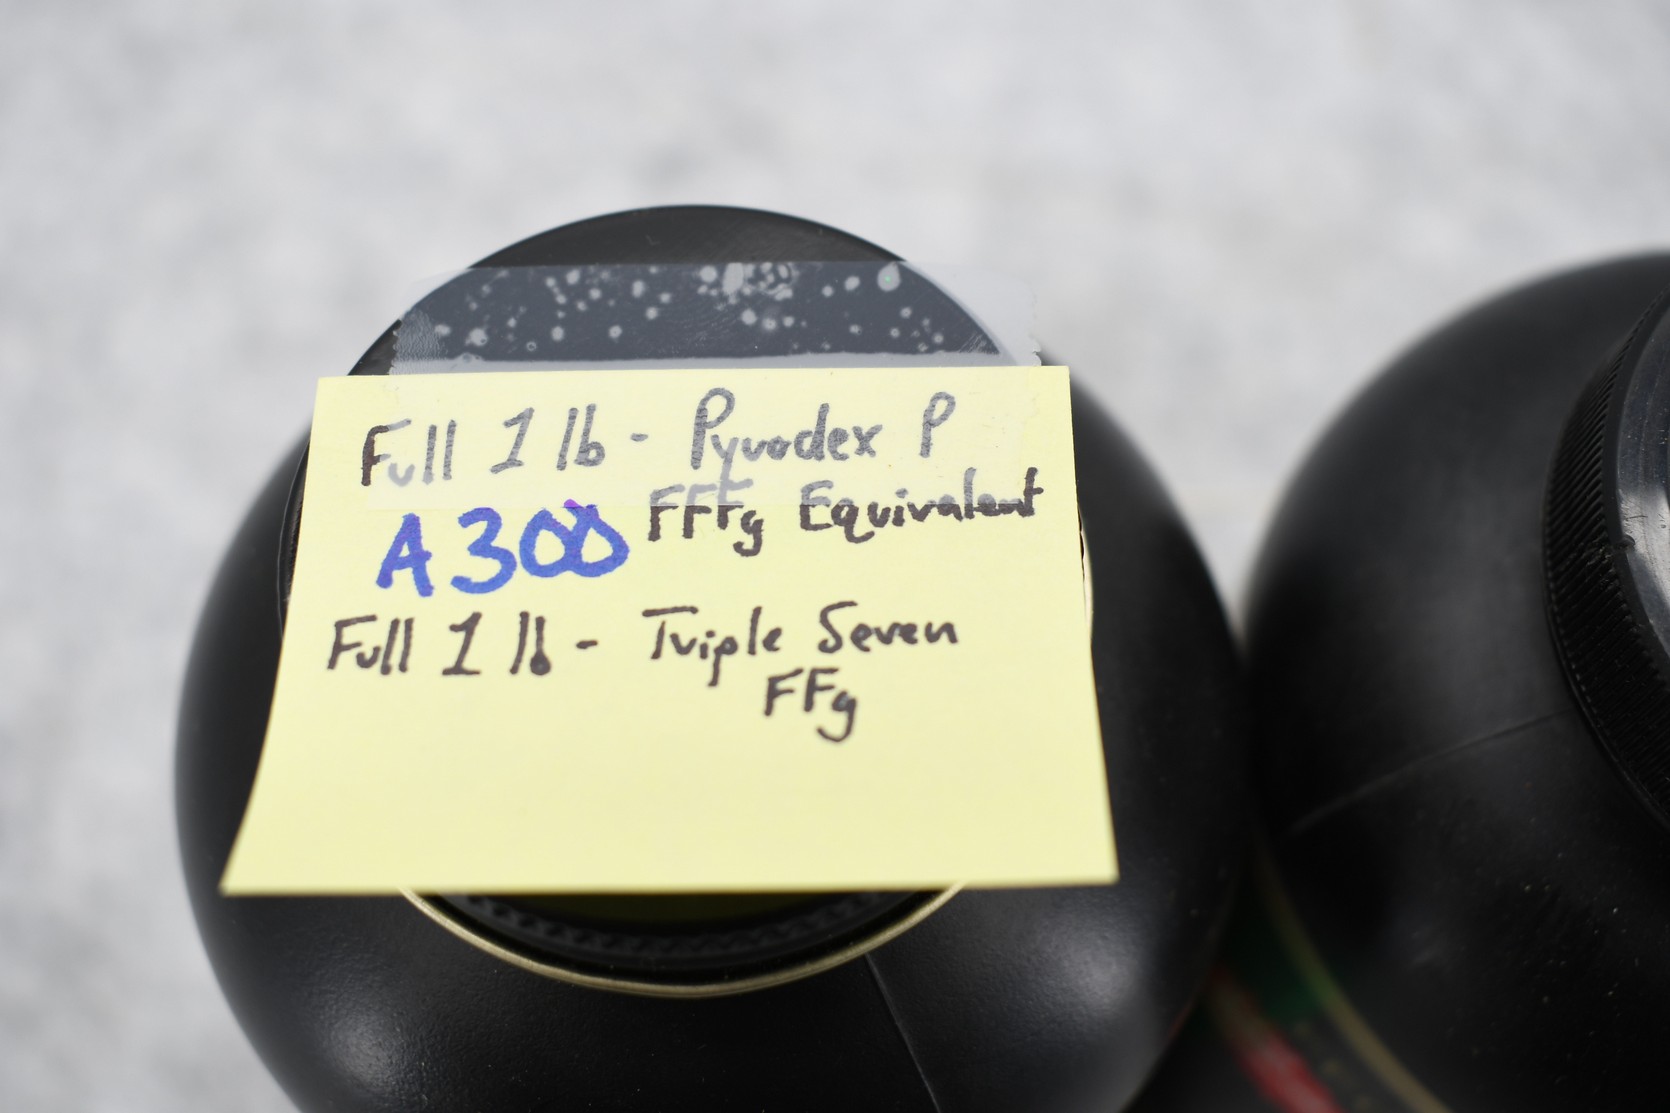 Full 1 lb - Pyrodex P
FFFg Equivalent
A300
Full 1 lb - Triple Seven
FFg